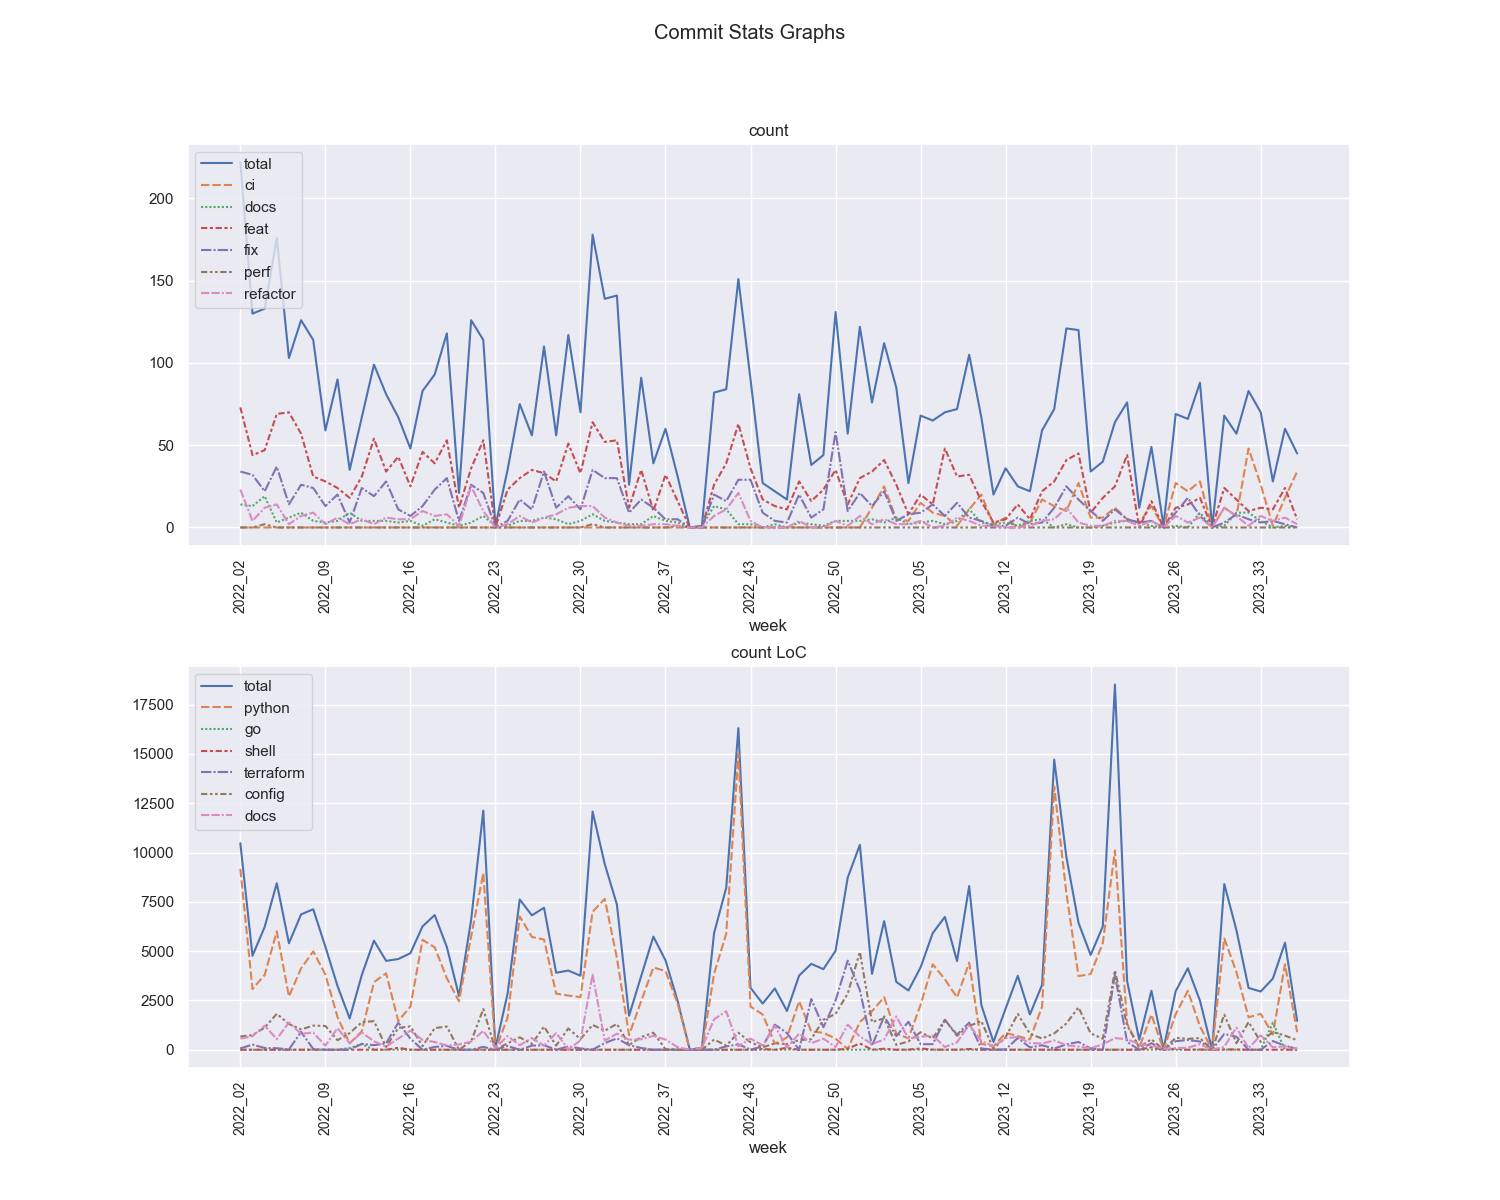 Commit Stats Graphs
count
200
150
100
50
0
total
ci
docs
feat
fix
perf
refactor
2022_02
2022_09
2022_16
2022_23
2022_30
2022_37
2022_43
2022_50
2023_05
2023_12
2023_19
2023_26
2023_33
week
count LoC
17500
15000
12500
10000
7500
5000
2500
0
total
python
go
shell
terraform
config
docs
2022_02
2022_09
2022_16
2022_23
2022_30
2022_37
2022_43
2022_50
2023_05
2023_12
2023_19
2023_26
2023_33
week